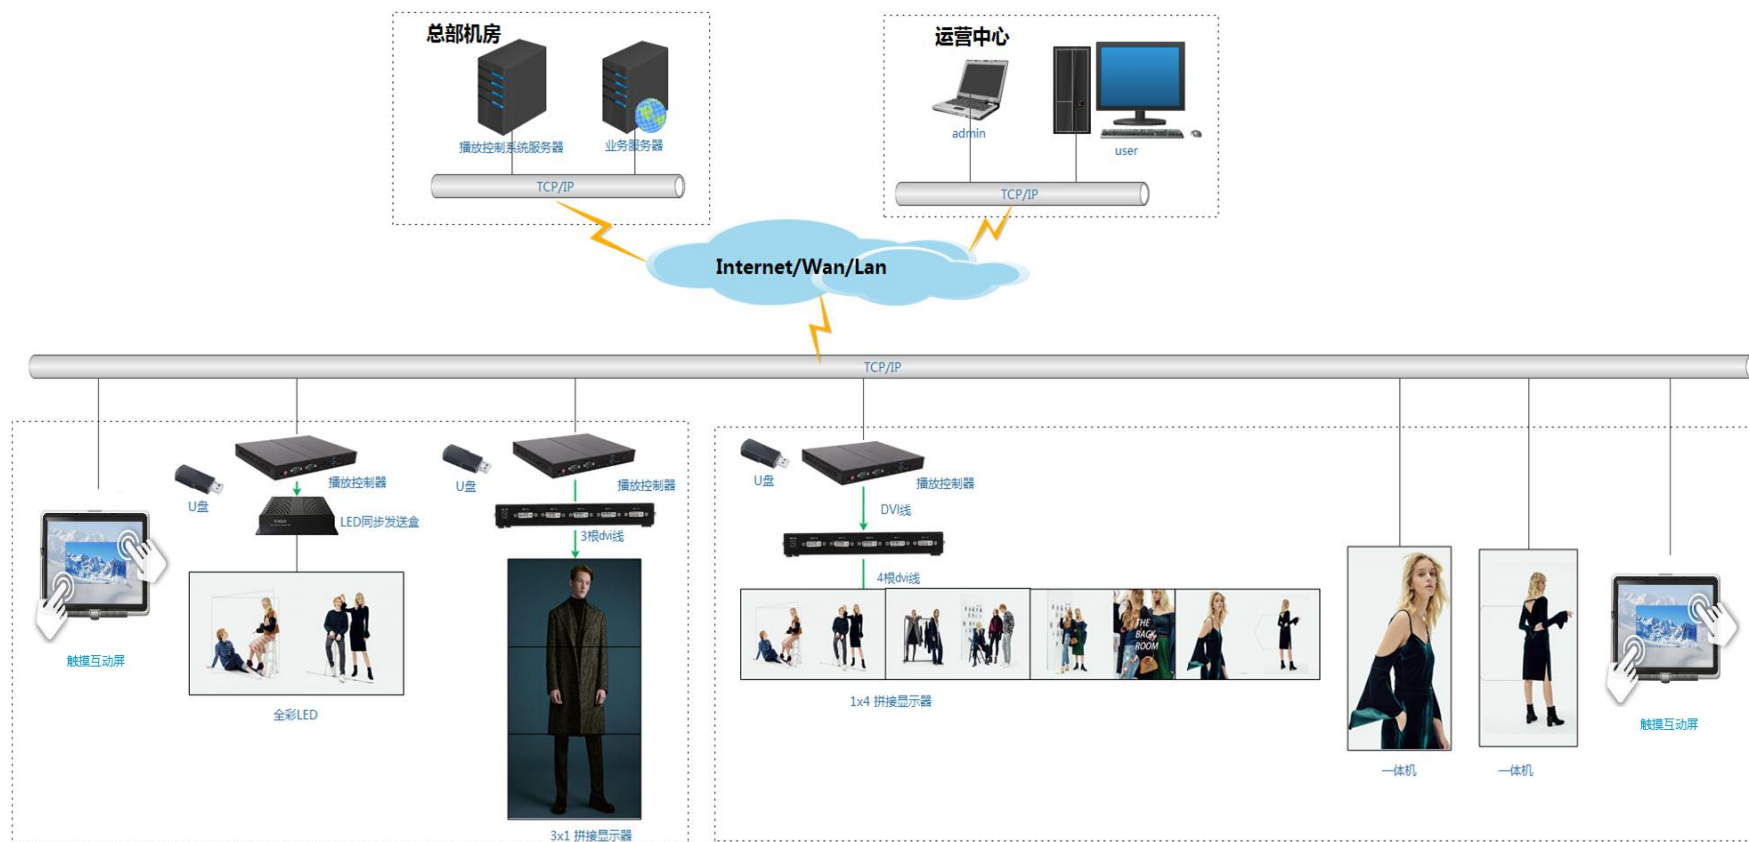 总部机房
播放控制系统服务器
业务服务器
TCP/IP
运营中心
admin
user
TCP/IP
Internet/Wan/Lan
TCP/IP
触摸互动屏
U盘
播放控制器
LED同步发送盒
全彩LED
U盘
播放控制器
3根dvi线
3x1 拼接显示器
U盘
播放控制器
DVI线
4根dvi线
THE
BACK
ROOM
1x4 拼接显示器
一体机
一体机
触摸互动屏